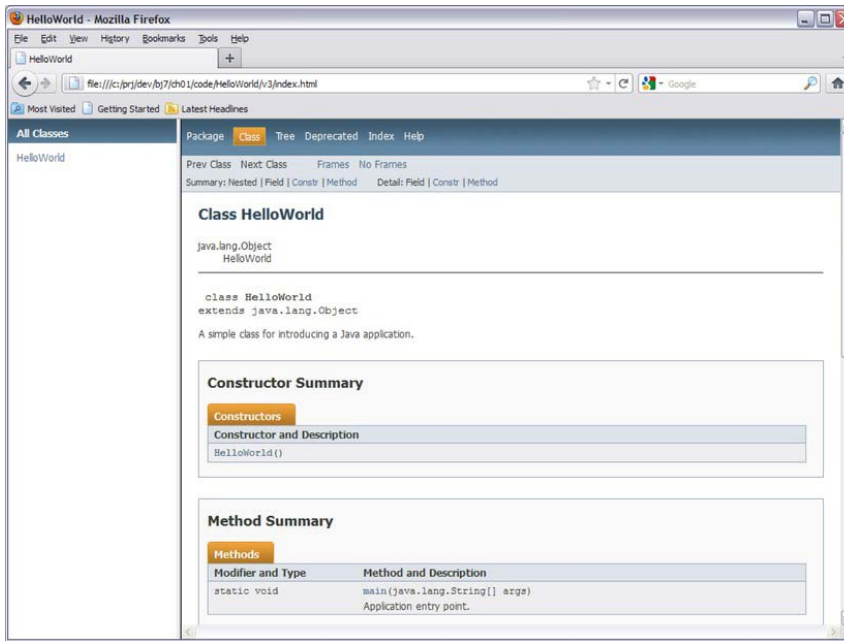 HelloWorld - Mozilla Firefox
File Edit View History Bookmarks Tools Help
HelloWorld +
file:///c:/prj/dev/bj7/ch01/code/HelloWorld/v3/index.html Google
Most Visited Getting Started Latest Headlines
All Classes
HelloWorld
Package Class Tree Deprecated Index Help
Prev Class Next Class Frames No Frames
Summary: Nested | Field | Constr | Method Detail: Field | Constr | Method
Class HelloWorld
java.lang.Object
HelloWorld
class HelloWorld
extends java.lang.Object
A simple class for introducing a Java application.
Constructor Summary
Constructors
Constructor and Description
HelloWorld()
Method Summary
Methods
Modifier and Type Method and Description
static void main(java.lang.String[] args)
Application entry point.